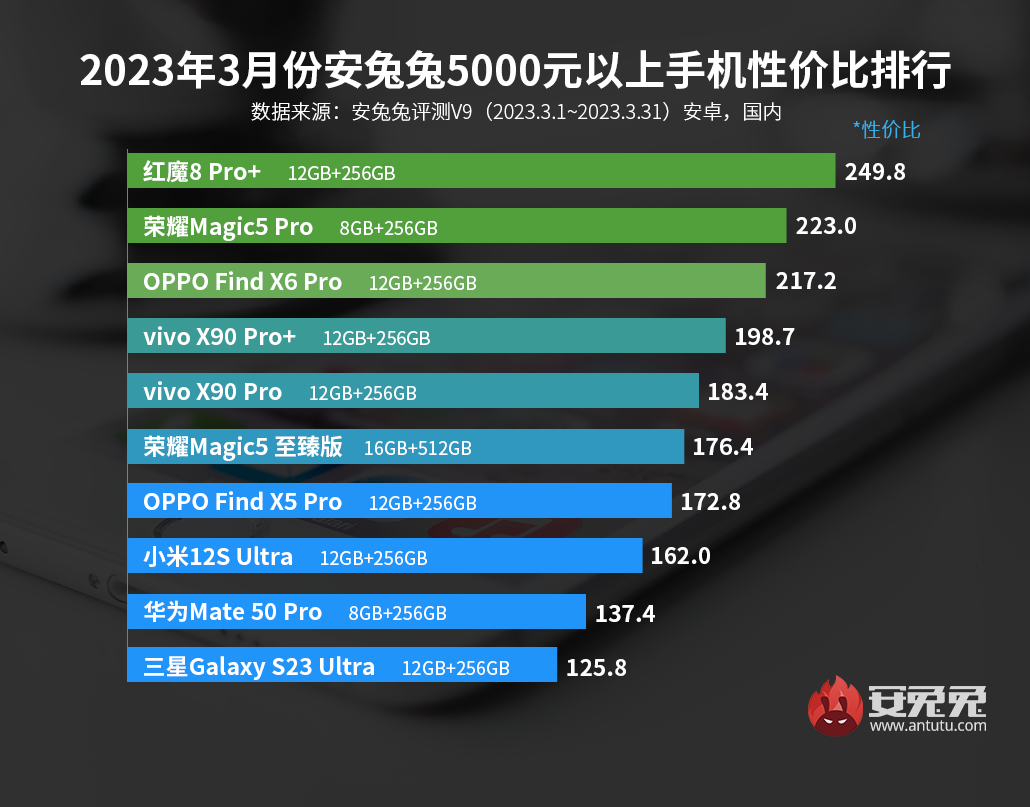 2023年3月份安兔兔5000元以上手机性价比排行
数据来源：安兔兔评测V9（2023.3.1~2023.3.31）安卓，国内
*性价比
红魔8 Pro+ 12GB+256GB 249.8
荣耀Magic5 Pro 8GB+256GB 223.0
OPPO Find X6 Pro 12GB+256GB 217.2
vivo X90 Pro+ 12GB+256GB 198.7
vivo X90 Pro 12GB+256GB 183.4
荣耀Magic5 至臻版 16GB+512GB 176.4
OPPO Find X5 Pro 12GB+256GB 172.8
小米12S Ultra 12GB+256GB 162.0
华为Mate 50 Pro 8GB+256GB 137.4
三星Galaxy S23 Ultra 12GB+256GB 125.8
安兔兔
www.antutu.com